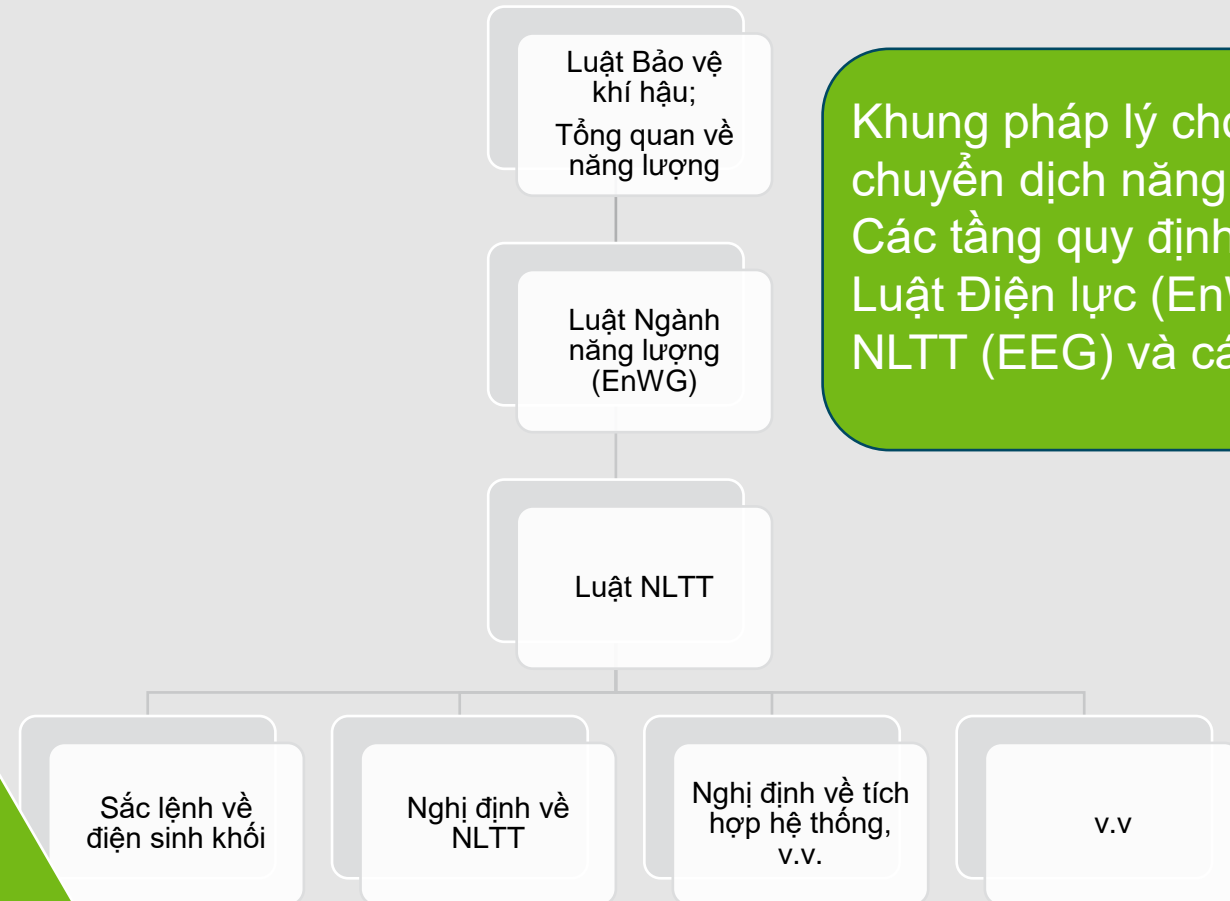 Luật Bảo vệ
khí hậu;
Tổng quan về
năng lượng
Khung pháp lý cho
chuyển dịch năng
Các tầng quy định
Luật Điện lực (En
NLTT (EEG) và
Luật Ngành
năng lượng
(EnWG)
Luật NLTT
Sắc lệnh về
điện sinh khối
Nghị định về
NLTT
Nghị định về tích
hợp hệ thống,
v.v.
v.v